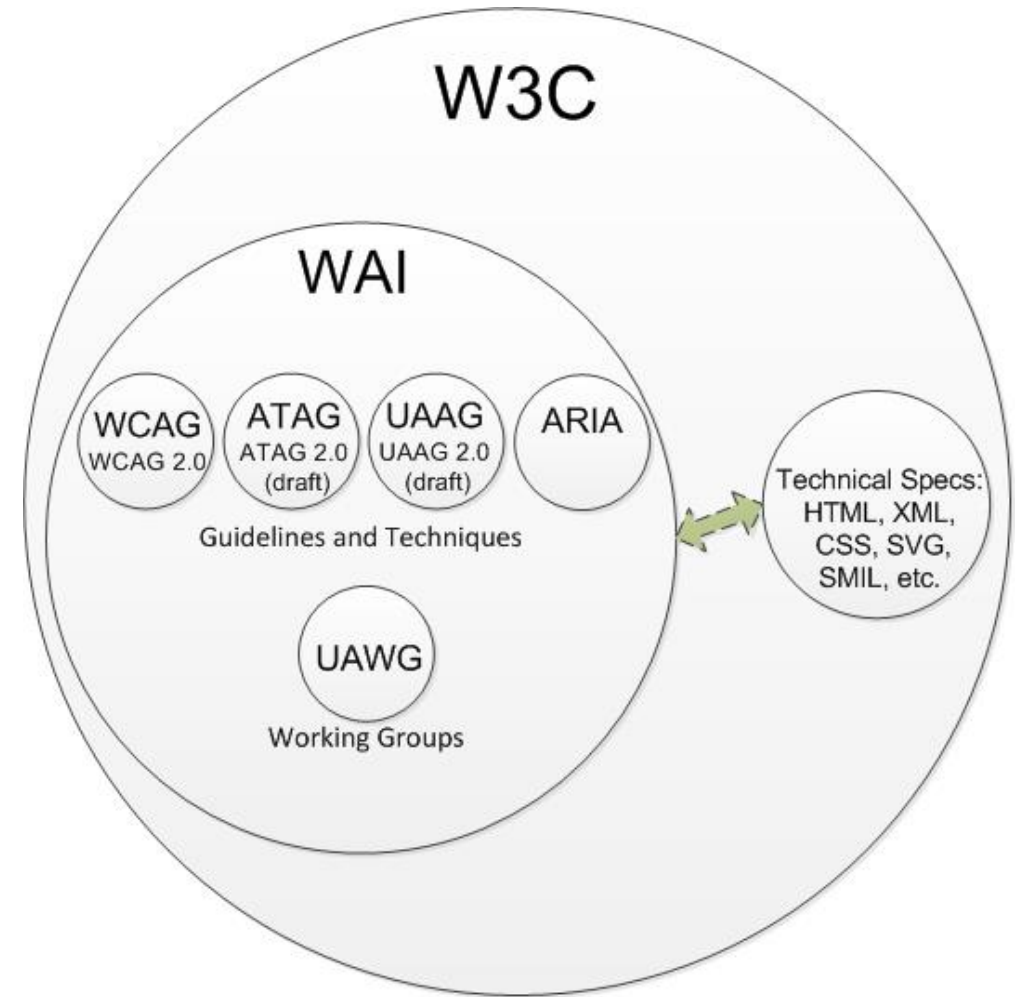 W3C
WAI
WCAG
WCAG 2.0
ATAG
ATAG 2.0
(draft)
UAAG
UAAG 2.0
(draft)
ARIA
Guidelines and Techniques
UAWG
Working Groups
Technical Specs:
HTML, XML,
CSS, SVG,
SMIL, etc.